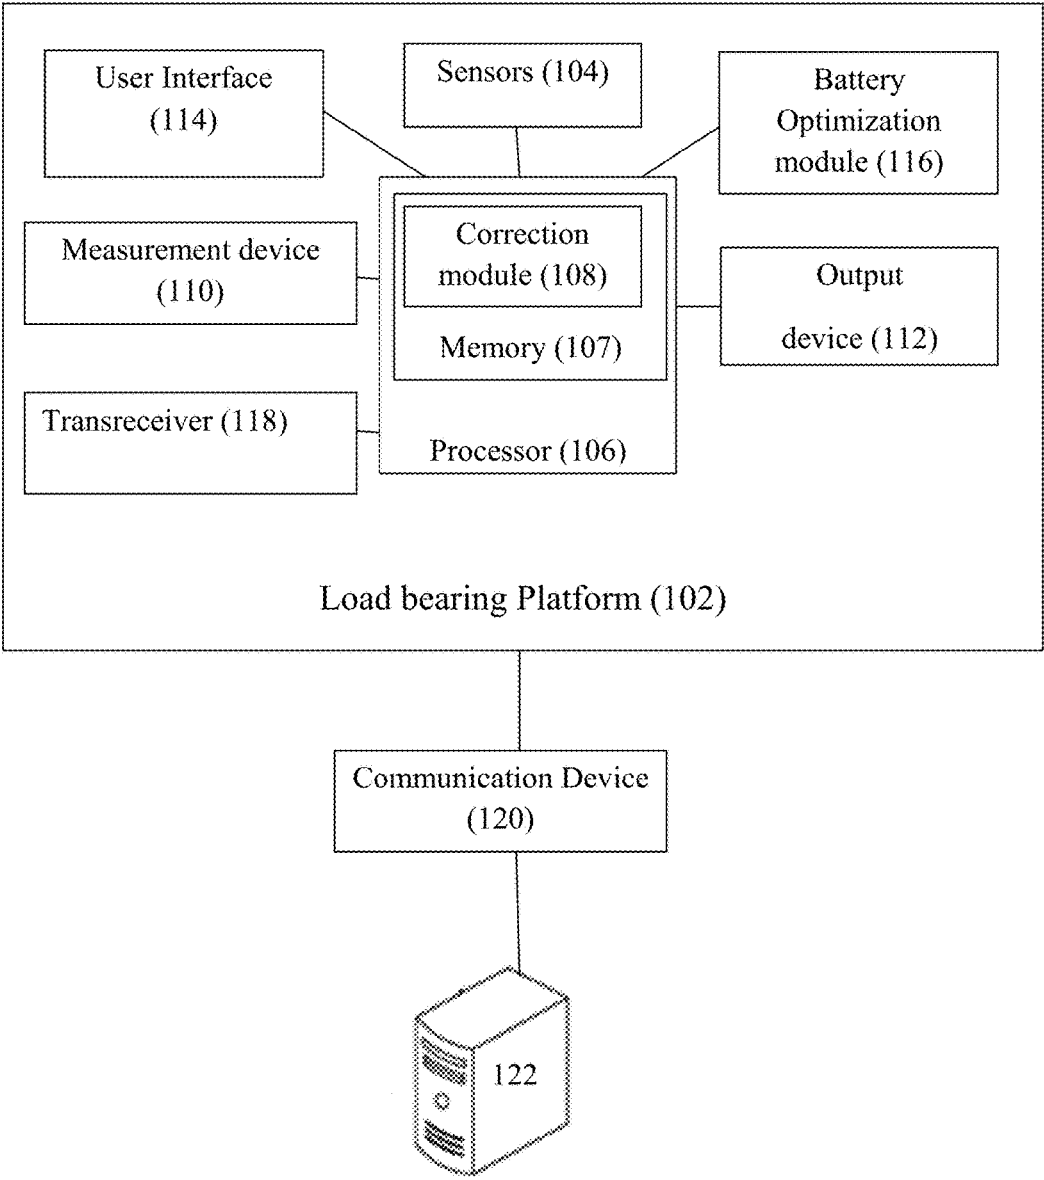 User Interface
(114)
Sensors (104)
Battery
Optimization
module (116)
Measurement device
(110)
Correction
module (108)
Memory (107)
Output
device (112)
Transreceiver (118)
Processor (106)
Load bearing Platform (102)
Communication Device
(120)
122